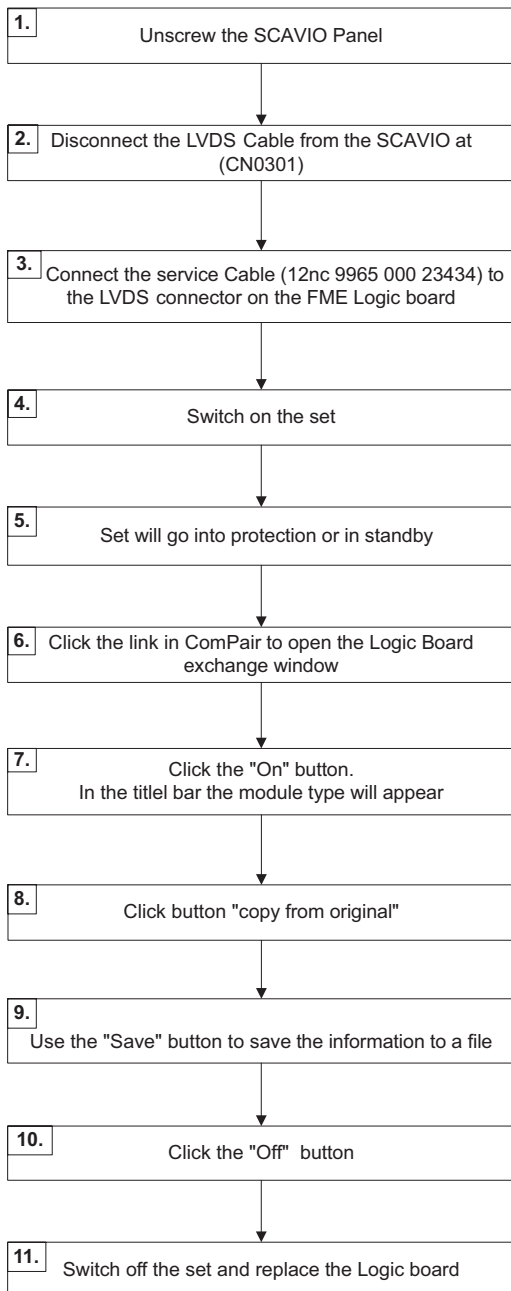 1.
Unscrew the SCAVIO Panel
2.
Disconnect the LVDS Cable from the SCAVIO at
(CN0301)
3.
Connect the service Cable (12nc 9965 000 23434) to
the LVDS connector on the FME Logic board
4.
Switch on the set
5.
Set will go into protection or in standby
6.
Click the link in ComPair to open the Logic Board
exchange window
7.
Click the "On" button.
In the titlel bar the module type will appear
8.
Click button "copy from original"
9.
Use the "Save" button to save the information to a file
10.
Click the "Off" button
11.
Switch off the set and replace the Logic board